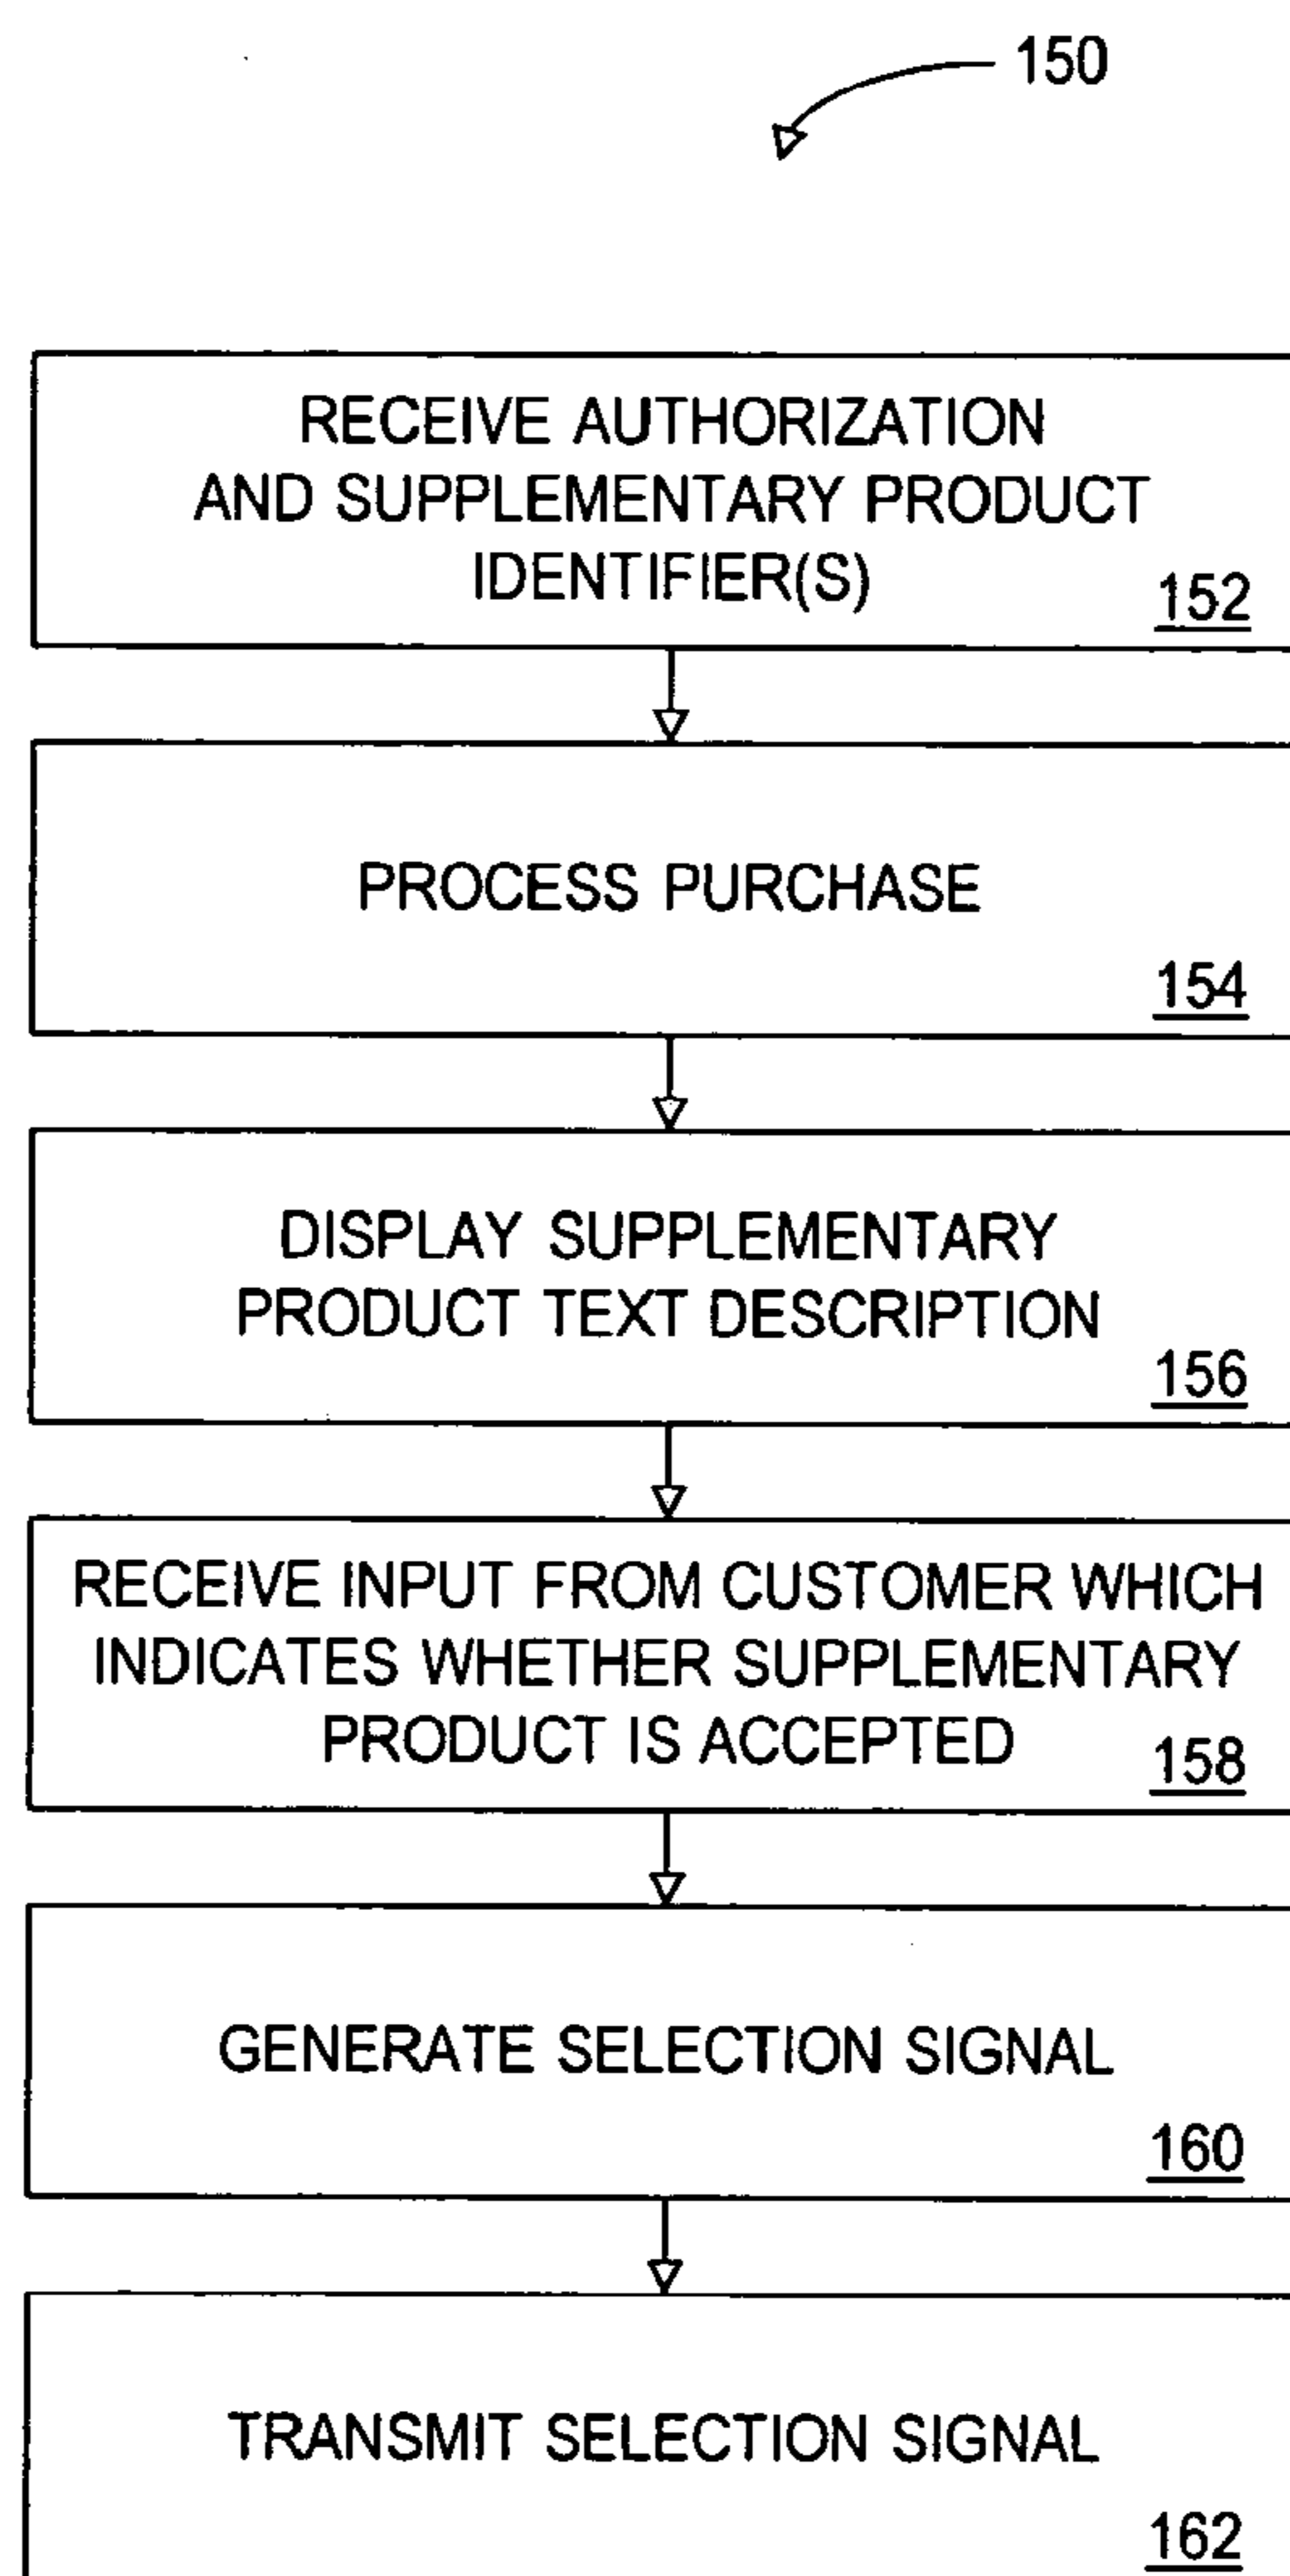 150
RECEIVE AUTHORIZATION
AND SUPPLEMENTARY PRODUCT
IDENTIFIER(S)
152
PROCESS PURCHASE
154
DISPLAY SUPPLEMENTARY
PRODUCT TEXT DESCRIPTION
156
RECEIVE INPUT FROM CUSTOMER WHICH
INDICATES WHETHER SUPPLEMENTARY
PRODUCT IS ACCEPTED
158
GENERATE SELECTION SIGNAL
160
TRANSMIT SELECTION SIGNAL
162